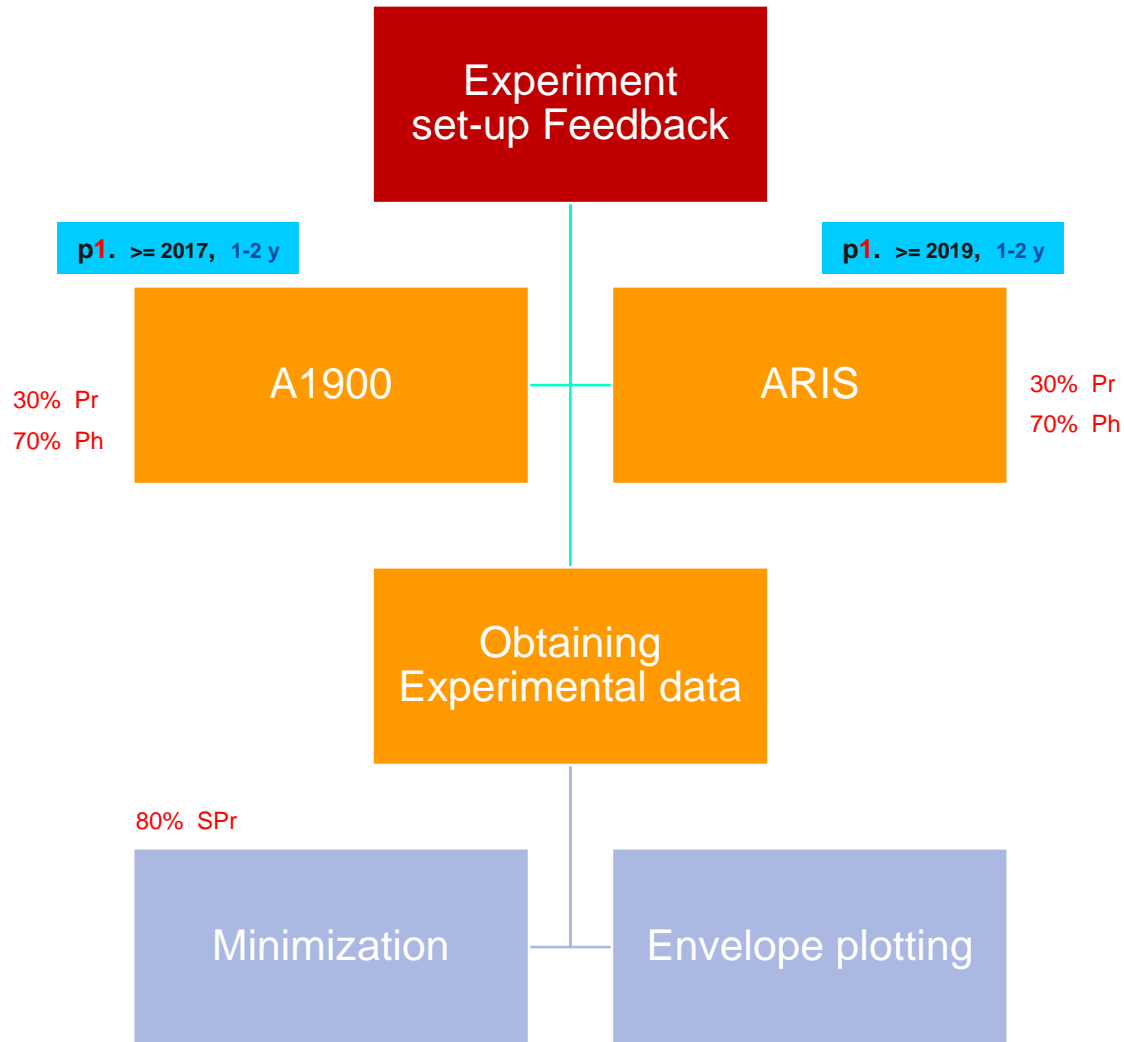 Experiment
set-up Feedback
p1. >= 2017, 1-2 y
p1. >= 2019, 1-2 y
A1900
ARIS
30% Pr
70% Ph
30% Pr
70% Ph
Obtaining
Experimental data
80% SPr
Minimization
Envelope plotting